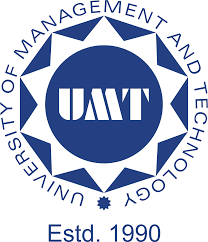 UNIVERSITY OF MANAGEMENT AND TECHNOLOGY
UMT
Estd. 1990